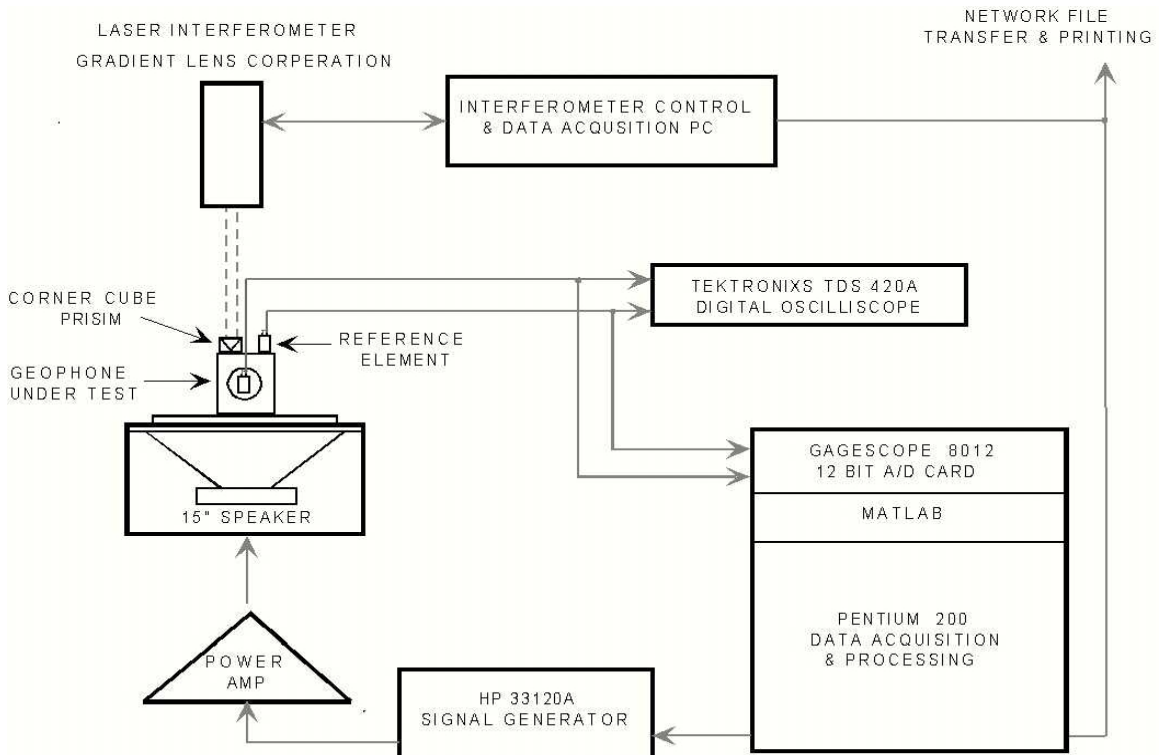 LASER INTERFEROMETER
GRADIENT LENS CORPERATION
NETWORK FILE
TRANSFER & PRINTING
INTERFEROMETER CONTROL
& DATA ACQUSITION PC
CORNER CUBE
PRISIM
TEKTRONIXS TDS 420A
DIGITAL OSCILLISCOPE
REFERENCE
ELEMENT
GEOPHONE
UNDER TEST
15" SPEAKER
GAGESCOPE 8012
12 BIT A/D CARD
MATLAB
PENTIUM 200
DATA ACQUISITION
& PROCESSING
POWER
AMP
HP 33120A
SIGNAL GENERATOR